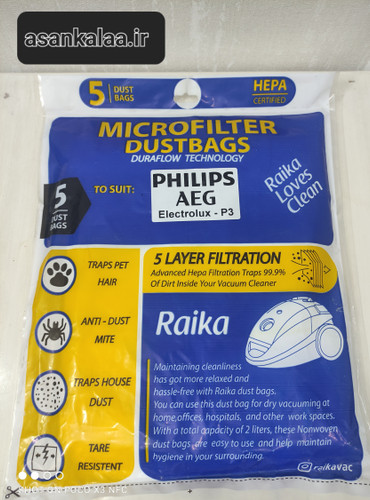 asankalaa.ir
5 DUST
BAGS
HEPA
CERTIFIED
MICROFILTER
DUSTBAGS
DURAFLOW TECHNOLOGY
5
DUST
BAGS
TO SUIT:
PHILIPS
AEG
Electrolux - P3
Raika
Loves
Clean
TRAPS PET
HAIR
ANTI - DUST
MITE
TRAPS HOUSE
DUST
TARE
RESISTENT
5 LAYER FILTRATION
Advanced Hepa Filtration Traps 99.9%
Of Dirt Inside Your Vacuum Cleaner
Raika
Maintaining cleanliness
has got more relaxed and
hassle-free with Raika dust bags.
You can use this dust bag for dry vacuuming at
home, offices, hospitals, and other work spaces.
With a total capacity of 2 liters, these Nonwoven
dust bags are easy to use and help maintain
hygiene in your surrounding.
raikavac